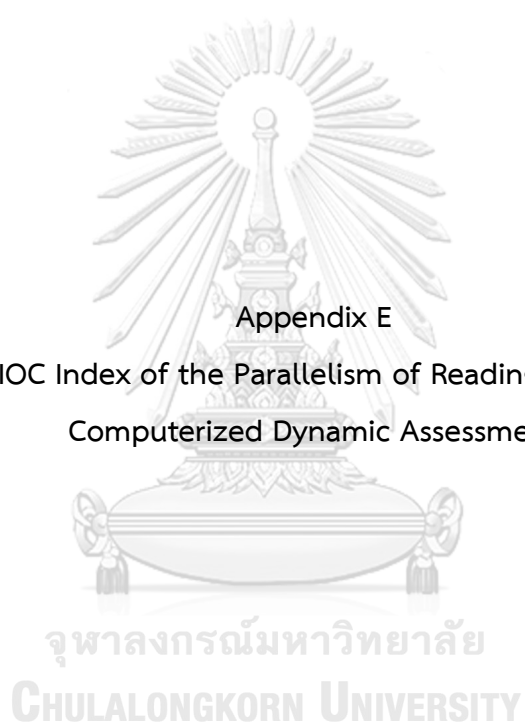 Appendix E
IOC Index of the Parallelism of
Computerized Dynamic
จุฬาลงกรณ์มหาวิทยาลัย
CHULALONGKORN UNIVERSITY